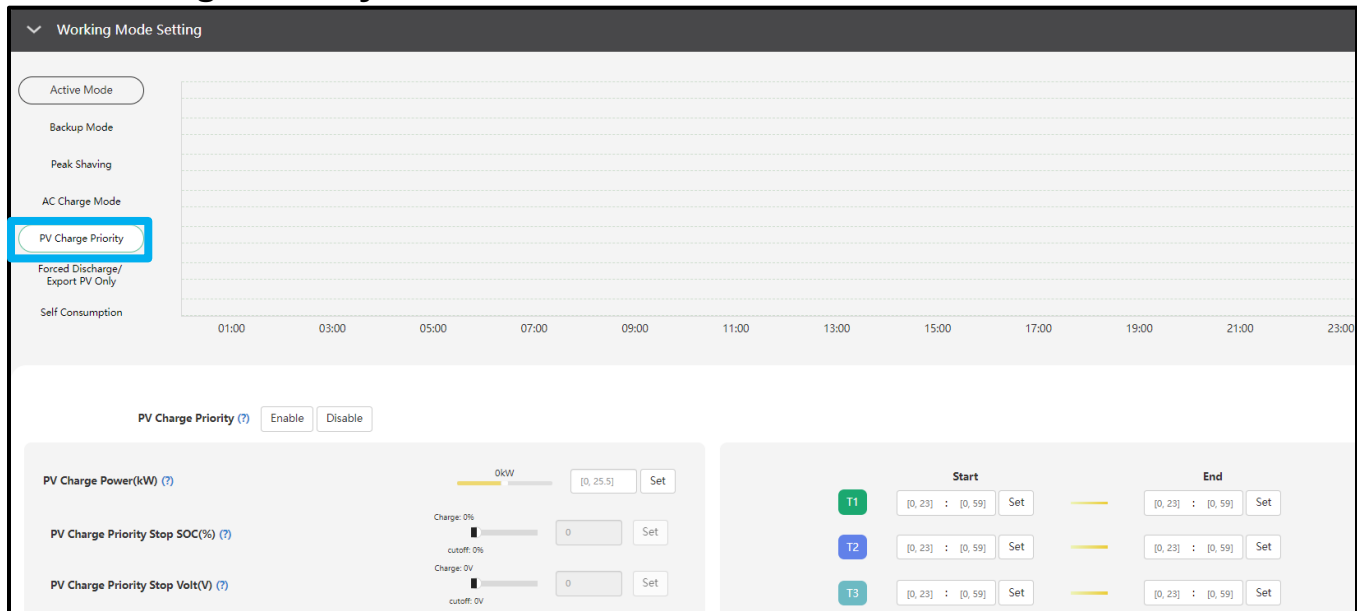 Working Mode Setting
Active Mode
Backup Mode
Peak Shaving
AC Charge Mode
PV Charge Priority
Forced Discharge/
Export PV Only
Self Consumption
01:00 03:00 05:00 07:00 09:00 11:00 13:00 15:00 17:00 19:00 21:00 23:00
PV Charge Priority (?) Enable Disable
PV Charge Power(kW) (?) 0kW [0, 25.5] Set
PV Charge Priority Stop SOC(%) (?) Charge: 0% cutoff: 0% 0 Set
PV Charge Priority Stop Volt(V) (?) Charge: 0V cutoff: 0V 0 Set
Start End
T1 [0, 23] : [0, 59] Set [0, 23] : [0, 59] Set
T2 [0, 23] : [0, 59] Set [0, 23] : [0, 59] Set
T3 [0, 23] : [0, 59] Set [0, 23] : [0, 59] Set